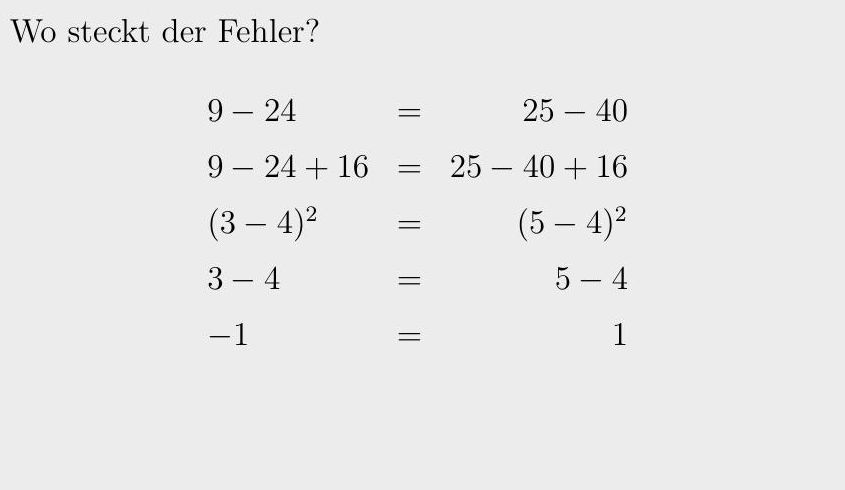 Wo steckt der Fehler?
9 − 24 = 25 − 40
9 − 24 + 16 = 25 − 40 + 16
(3 − 4)² = (5 − 4)²
3 − 4 = 5 − 4
−1 = 1